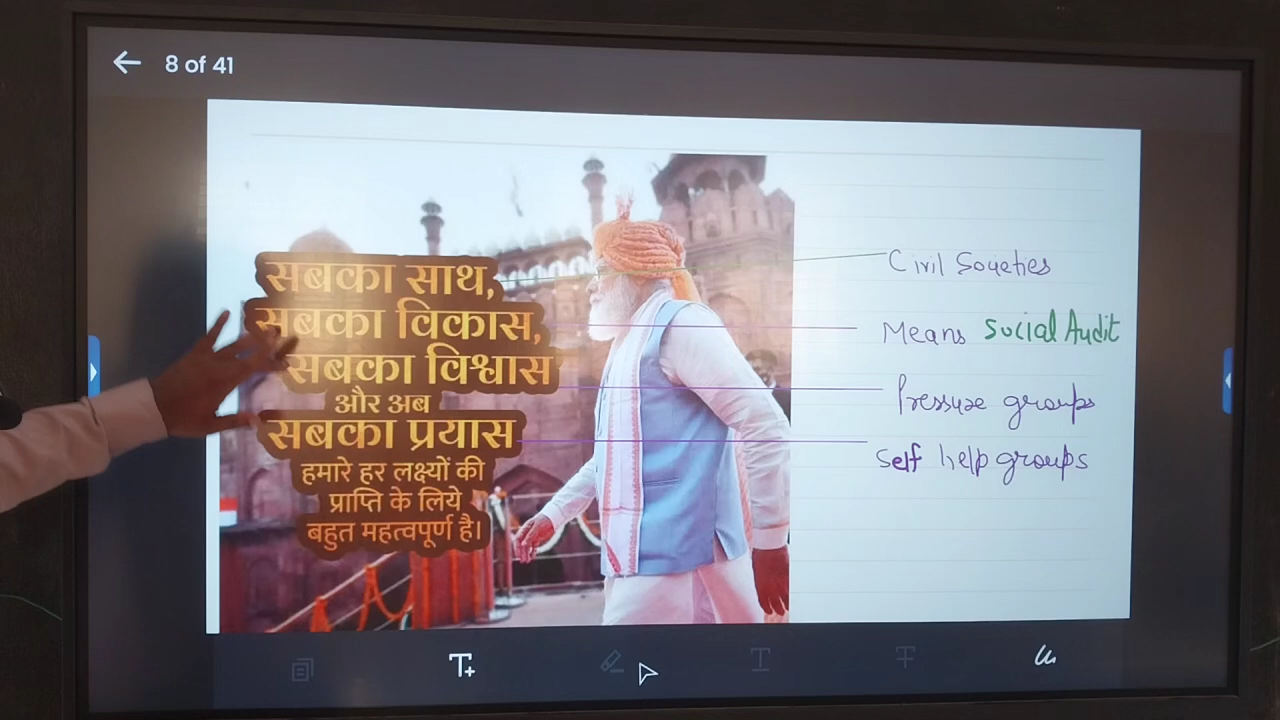 8 of 41
सबका साथ,
सबका विकास,
सबका विश्वास
और अब
सबका प्रयास
हमारे हर लक्ष्यों की
प्राप्ति के लिये
बहुत महत्वपूर्ण है।
Civil Societies
Means Social Audit
Pressure groups
Self help groups